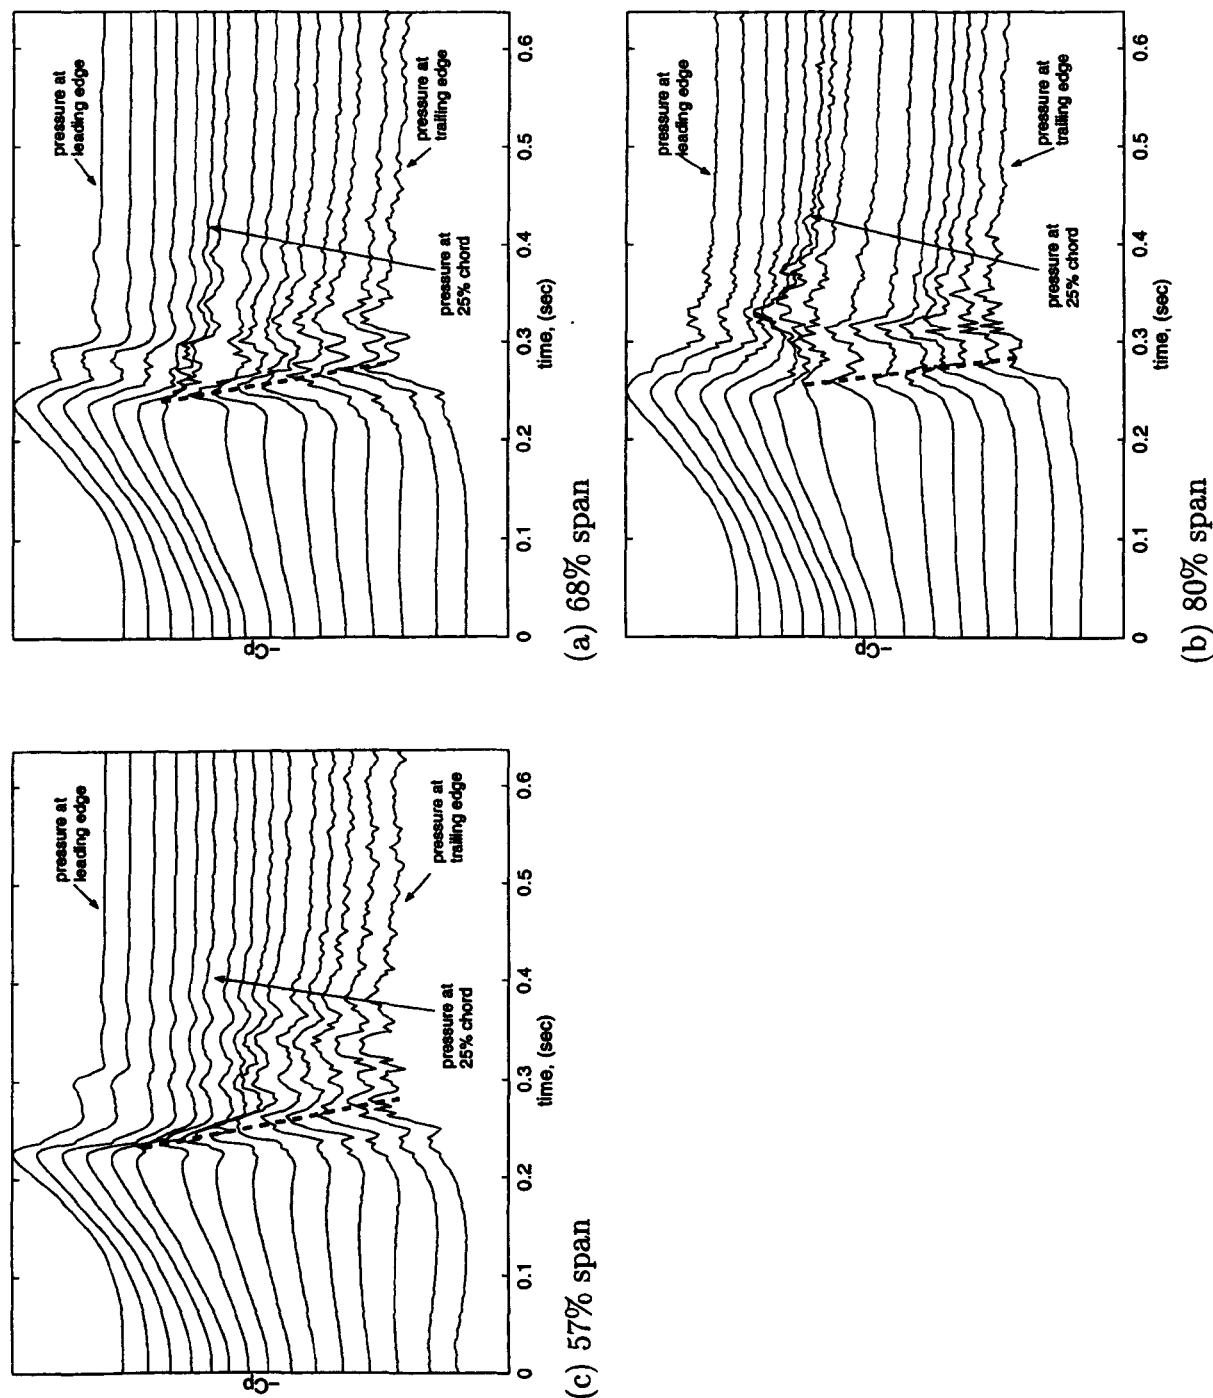 pressure at
leading edge
pressure at
25% chord
pressure at
trailing edge
-Cp
0
0.1
0.2
0.3
0.4
0.5
0.6
time, (sec)
(a) 68% span
pressure at
leading edge
pressure at
25% chord
pressure at
trailing edge
-Cp
0
0.1
0.2
0.3
0.4
0.5
0.6
time, (sec)
(b) 80% span
pressure at
leading edge
pressure at
25% chord
pressure at
trailing edge
-Cp
0
0.1
0.2
0.3
0.4
0.5
0.6
time, (sec)
(c) 57% span